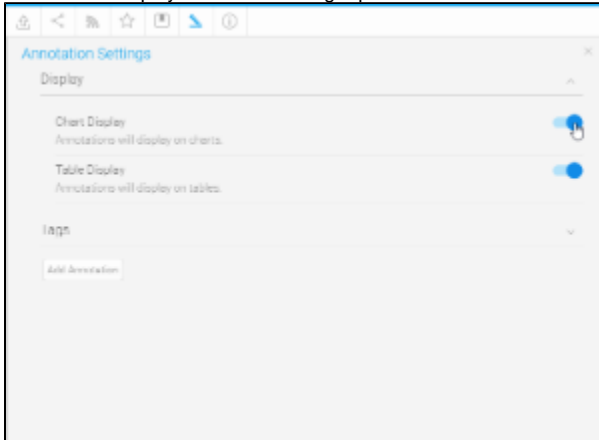 Annotation Settings
Display
Chart Display
Annotations will display on charts.
Table Display
Annotations will display on tables.
Tags
Add Annotation